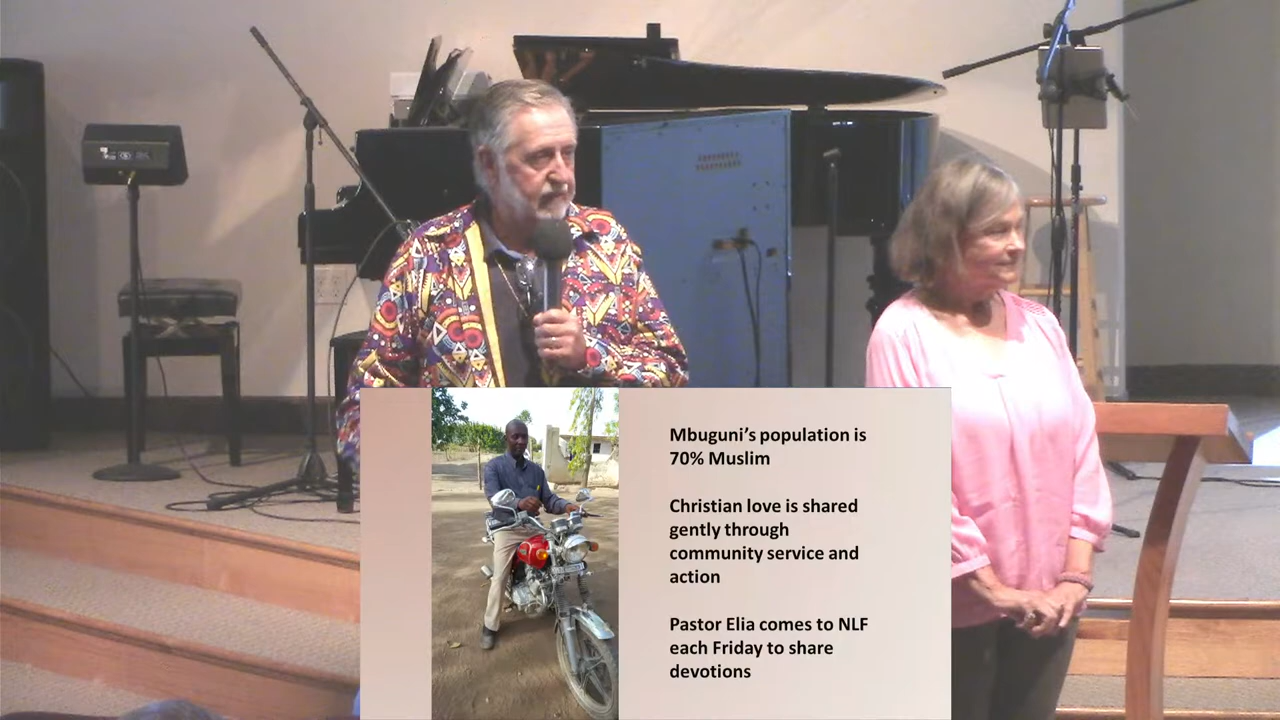 Mbuguni's population is
70% Muslim
Christian love is shared
gently through
community service and
action
Pastor Elia comes to NLF
each Friday to share
devotions